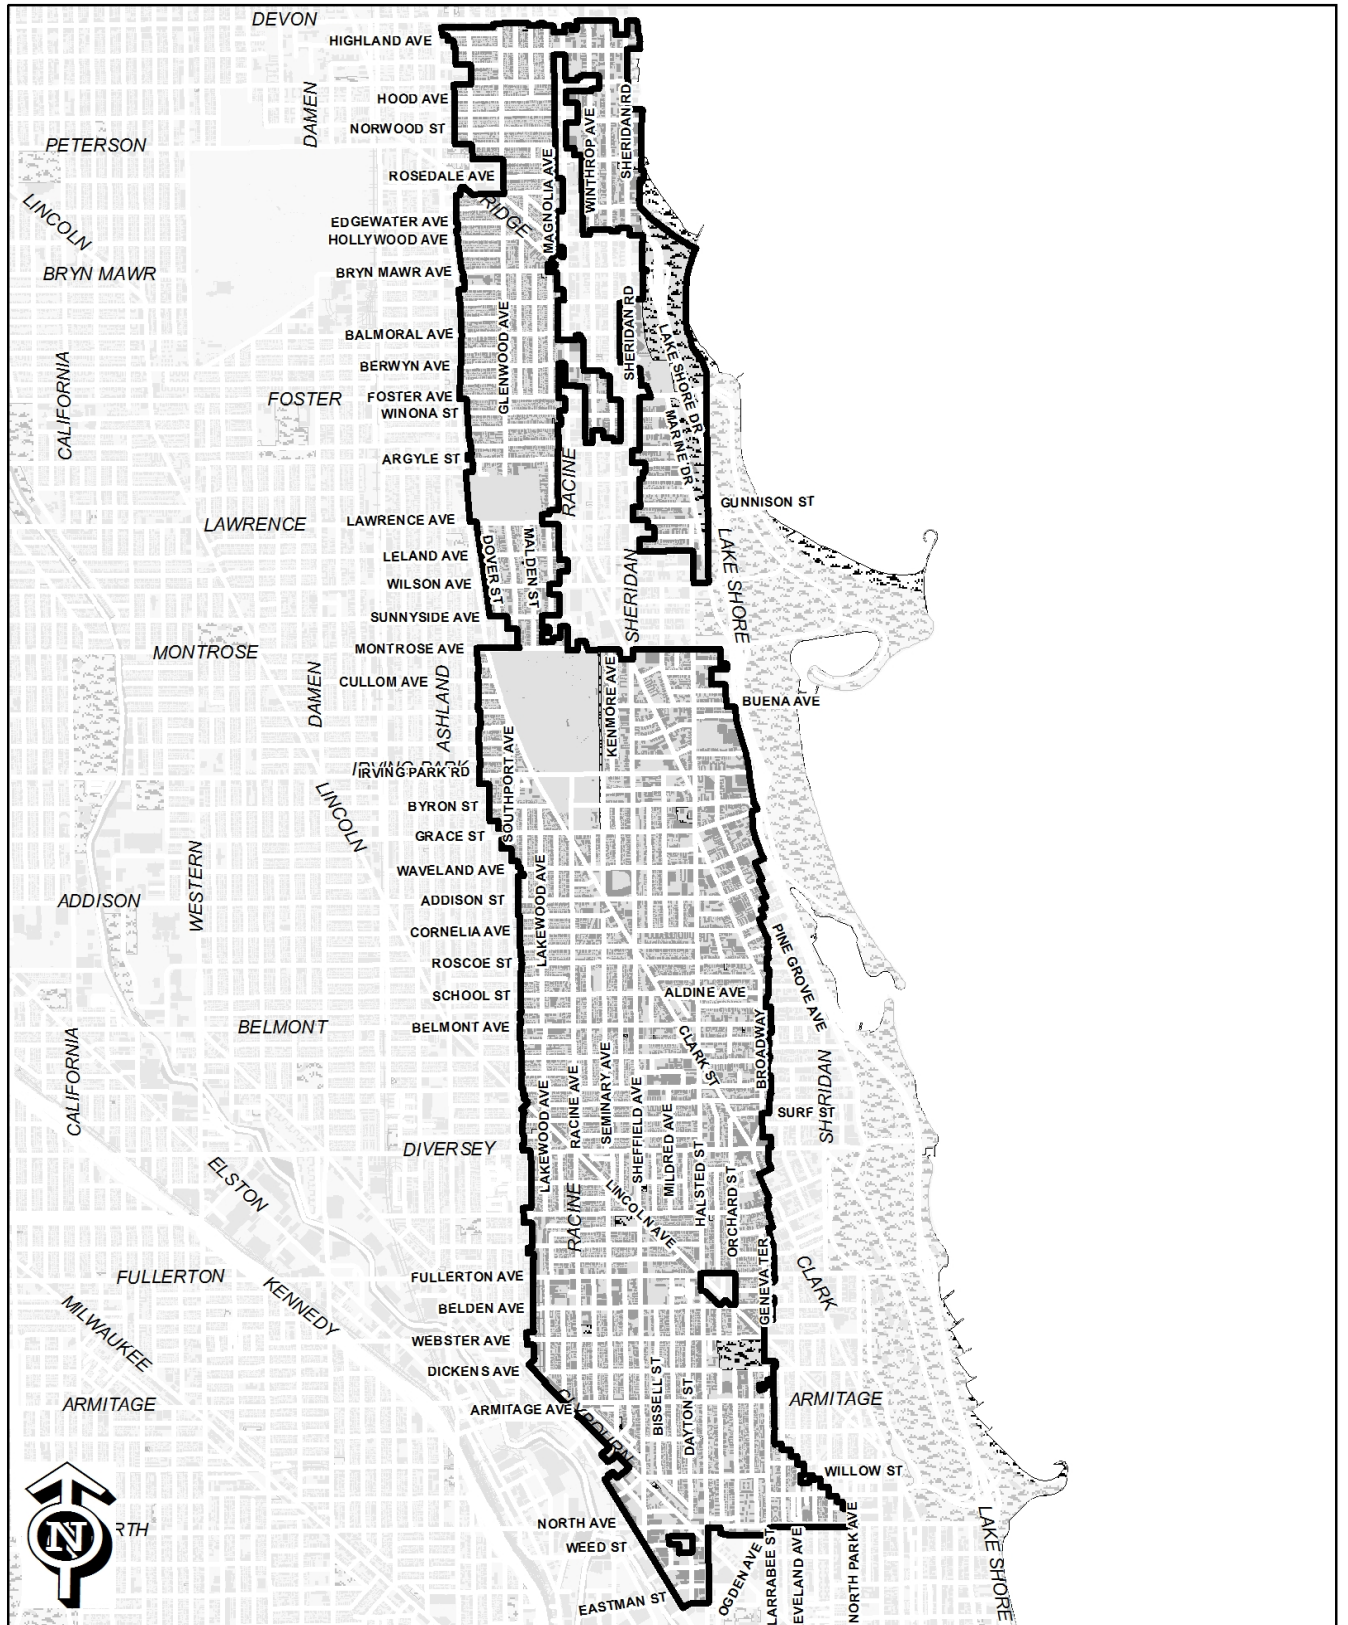 DEVON
HIGHLAND AVE
HOOD AVE
DAMEN
NORWOOD ST
PETERSON
ROSEDALE AVE
WINTHROP AVE
SHERIDAN RD
MAGNOLIA AVE
LINCOLN
RIDGE
EDGEWATER AVE
HOLLYWOOD AVE
BRYN MAWR
BRYN MAWR AVE
BALMORAL AVE
GLENWOOD AVE
SHERIDAN RD
LAKE SHORE DR
BERWYN AVE
CALIFORNIA
FOSTER
FOSTER AVE
WINONA ST
MARINE DR
ARGYLE ST
RACINE
GUNNISON ST
LAWRENCE
LAWRENCE AVE
LELAND AVE
DOVER ST
MALDEN ST
WILSON AVE
SHERIDAN
LAKE SHORE
SUNNYSIDE AVE
MONTROSE
MONTROSE AVE
CULLOM AVE
DAMEN
ASHLAND
KENMORE AVE
BUENA AVE
IRVING PARK
IRVING PARK RD
SOUTHPORT AVE
BYRON ST
LINCOLN
GRACE ST
WAVELAND AVE
WESTERN
ADDISON
ADDISON ST
LAKEWOOD AVE
CORNELIA AVE
ROSCOE ST
PINE GROVE AVE
SCHOOL ST
ALDINE AVE
BELMONT
BELMONT AVE
CLARK ST
BROADWAY
CALIFORNIA
SHERIDAN
SURF ST
LAKEWOOD AVE
RACINE AVE
SEMINARY AVE
SHEFFIELD AVE
MILDRED AVE
DIVERSEY
HALSTED ST
ORCHARD ST
ELSTON
RACINE
LINCOLN AVE
GENEVA TER
FULLERTON
FULLERTON AVE
CLARK
KENNEDY
BELDEN AVE
MILWAUKEE
WEBSTER AVE
DICKENS AVE
BISSELL ST
DAYTON ST
ARMITAGE
ARMITAGE
ARMITAGE AVE
CLYBOURN
WILLOW ST
N
RTH
NORTH AVE
WEED ST
OGDEN AVE
LARRABEE ST
EVELAND AVE
NORTH PARK AVE
LAKE SHORE
EASTMAN ST